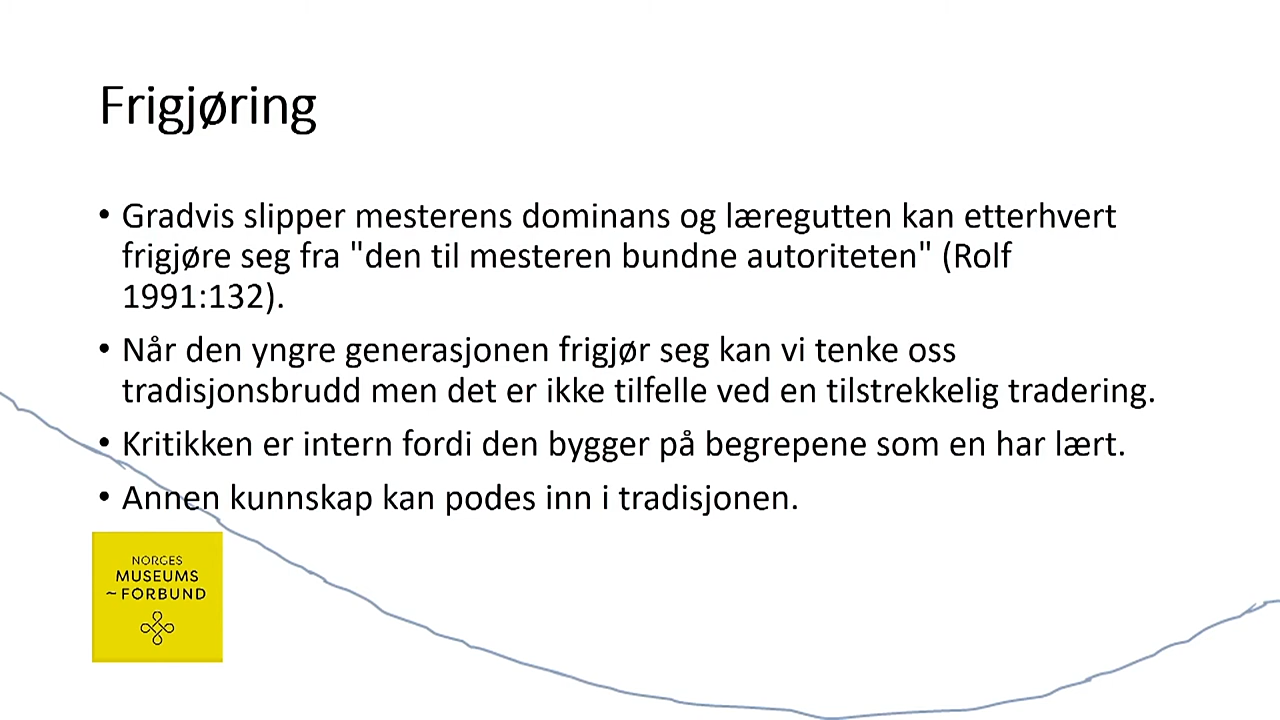 Frigjøring
• Gradvis slipper mesterens dominans og læregutten kan etterhvert
frigjøre seg fra "den til mesteren bundne autoriteten" (Rolf
1991:132).
• Når den yngre generasjonen frigjør seg kan vi tenke oss
tradisjonsbrudd men det er ikke tilfelle ved en tilstrekkelig tradering.
• Kritikken er intern fordi den bygger på begrepene som en har lært.
• Annen kunnskap kan podes inn i tradisjonen.
NORGES
MUSEUMS
~FORBUND